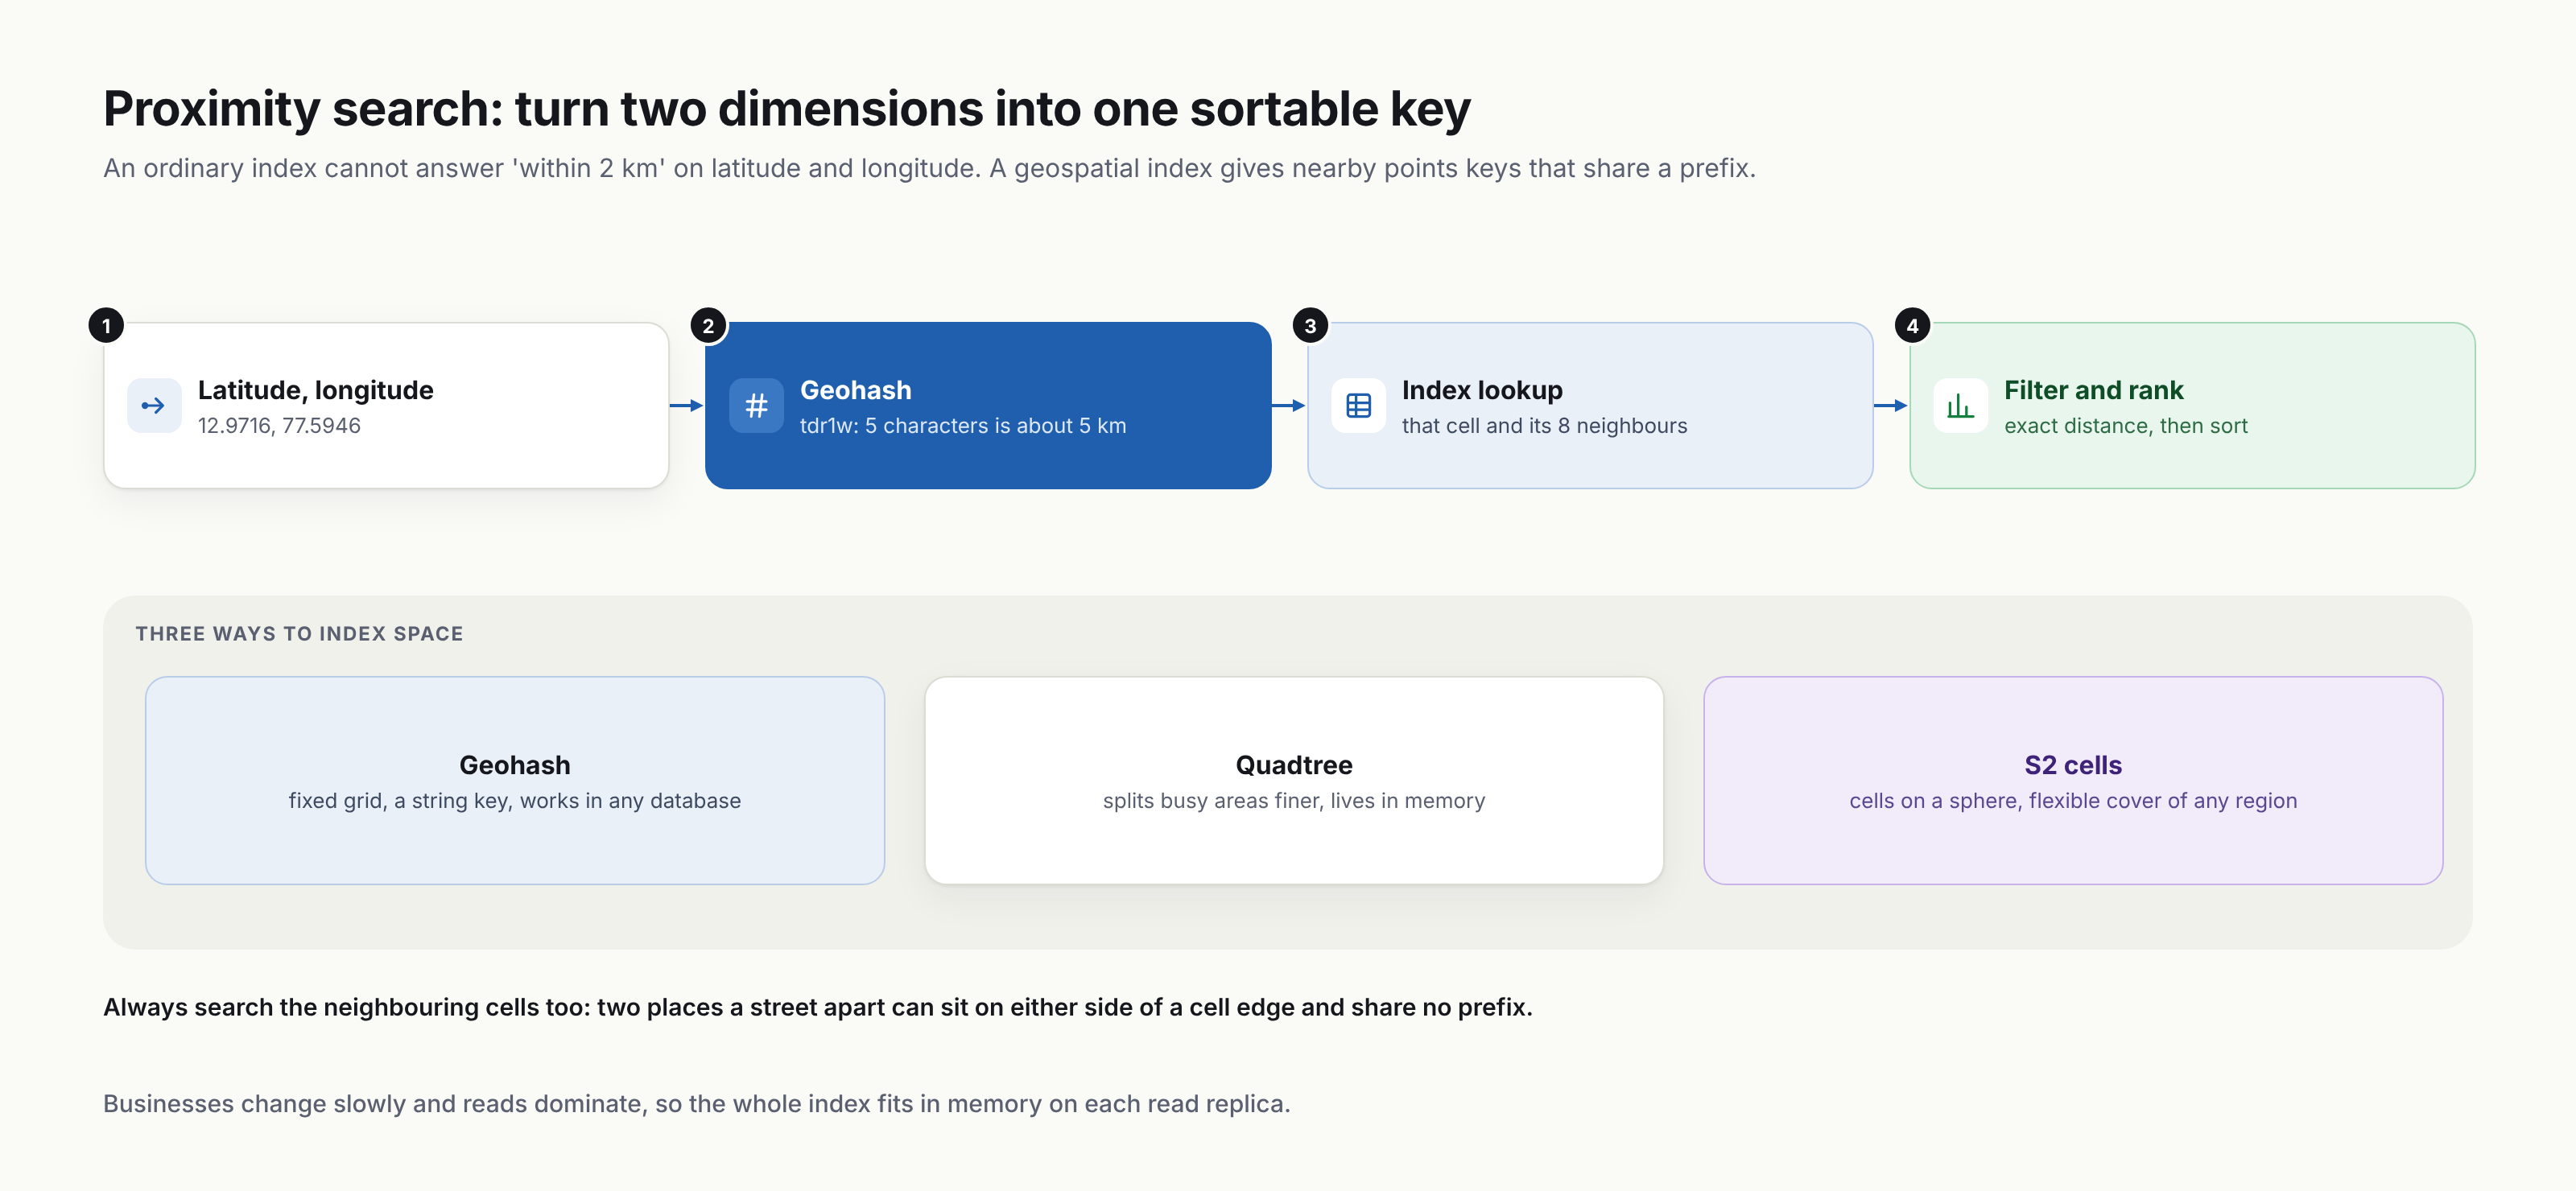 Proximity search: turn two dimensions into one sortable key
An ordinary index cannot answer 'within 2 km' on latitude and longitude. A geospatial index gives nearby points keys that share a prefix.
1
Latitude, longitude
12.9716, 77.5946
2
Geohash
tdr1w: 5 characters is about 5 km
3
Index lookup
that cell and its 8 neighbours
4
Filter and rank
exact distance, then sort
THREE WAYS TO INDEX SPACE
Geohash
fixed grid, a string key, works in any database
Quadtree
splits busy areas finer, lives in memory
S2 cells
cells on a sphere, flexible cover of any region
Always search the neighbouring cells too: two places a street apart can sit on either side of a cell edge and share no prefix.
Businesses change slowly and reads dominate, so the whole index fits in memory on each read replica.